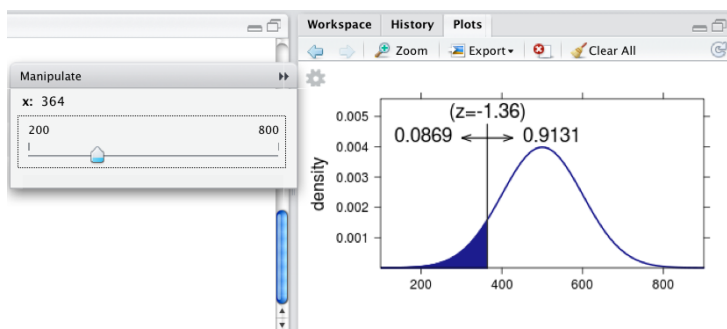 Workspace History Plots
Zoom Export Clear All
Manipulate
x: 364
200 800
(z=-1.36)
0.0869 0.9131
density
0.005
0.004
0.003
0.002
0.001
200 400 600 800